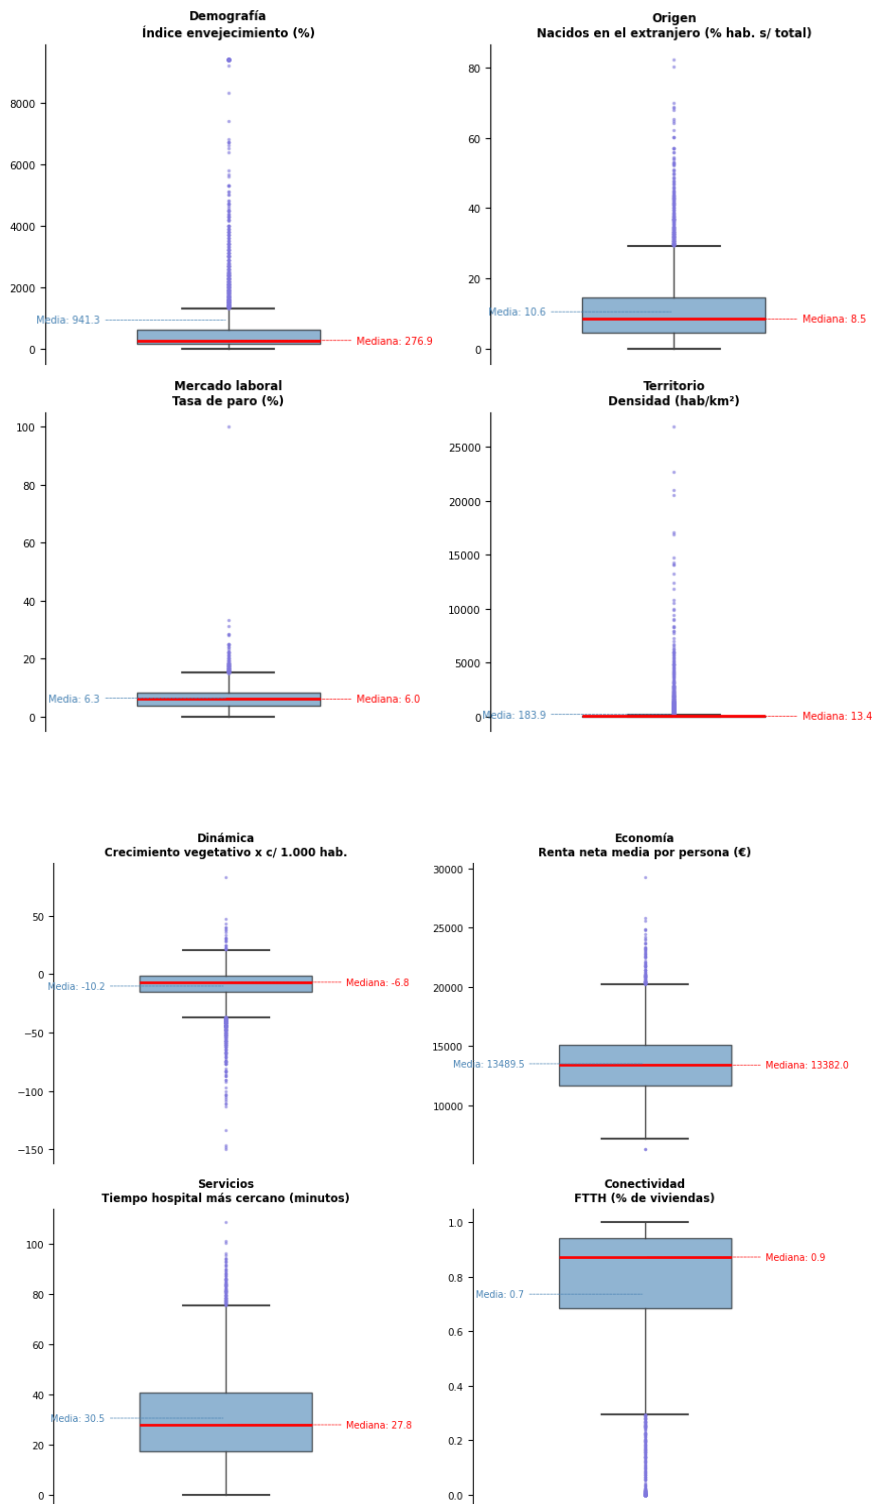 Demografía
Índice envejecimiento (%)
8000
6000
4000
2000
0
Media: 941.3
Mediana: 276.9
Origen
Nacidos en el extranjero (% hab. s/ total)
80
60
40
20
0
Media: 10.6
Mediana: 8.5
Mercado laboral
Tasa de paro (%)
100
80
60
40
20
0
Media: 6.3
Mediana: 6.0
Territorio
Densidad (hab/km²)
25000
20000
15000
10000
5000
0
Media: 183.9
Mediana: 13.4
Dinámica
Crecimiento vegetativo x c/ 1.000 hab.
50
0
−50
−100
−150
Media: -10.2
Mediana: -6.8
Economía
Renta neta media por persona (€)
30000
25000
20000
15000
10000
Media: 13489.5
Mediana: 13382.0
Servicios
Tiempo hospital más cercano (minutos)
100
80
60
40
20
0
Media: 30.5
Mediana: 27.8
Conectividad
FTTH (% de viviendas)
1.0
0.8
0.6
0.4
0.2
0.0
Media: 0.7
Mediana: 0.9